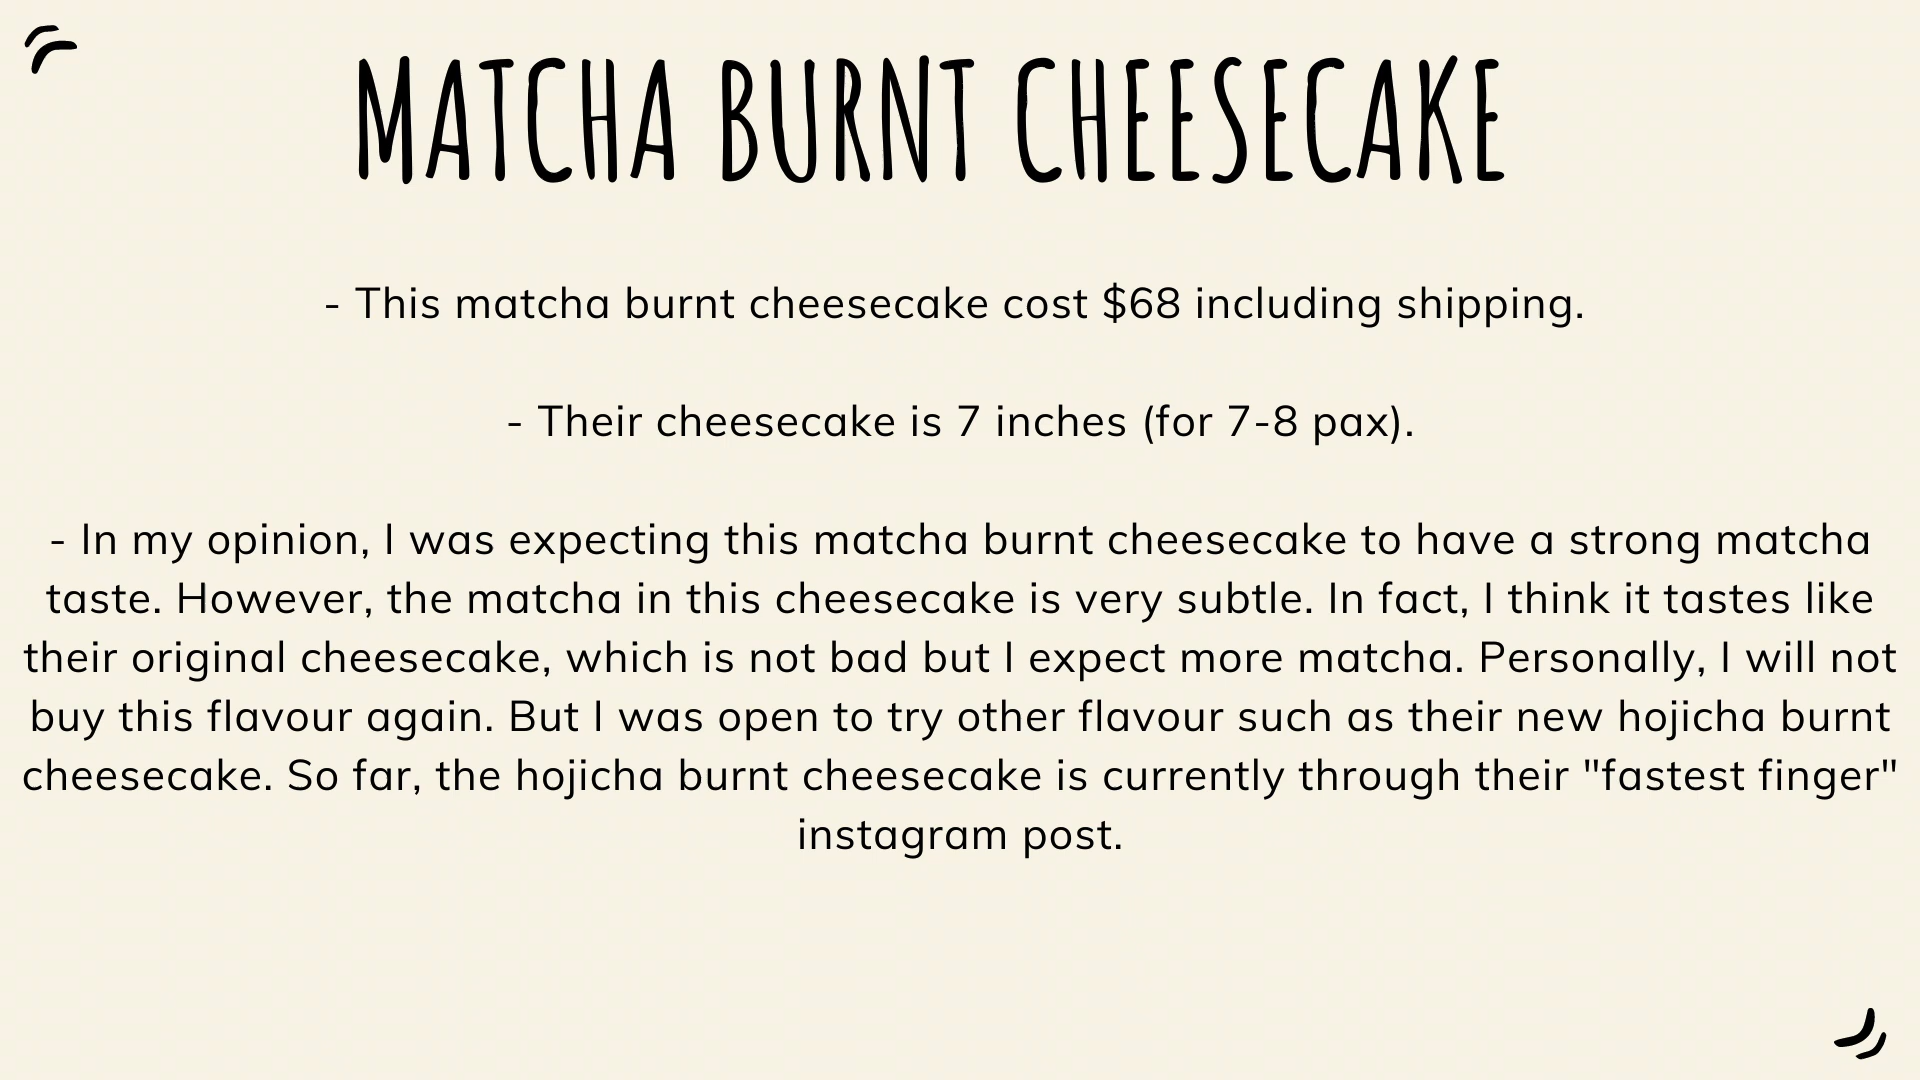 MATCHA BURNT CHEESECAKE
- This matcha burnt cheesecake cost $68 including shipping.
- Their cheesecake is 7 inches (for 7-8 pax).
- In my opinion, I was expecting this matcha burnt cheesecake to have a strong matcha
taste. However, the matcha in this cheesecake is very subtle. In fact, I think it tastes like
their original cheesecake, which is not bad but I expect more matcha. Personally, I will not
buy this flavour again. But I was open to try other flavour such as their new hojicha burnt
cheesecake. So far, the hojicha burnt cheesecake is currently through their "fastest finger"
instagram post.